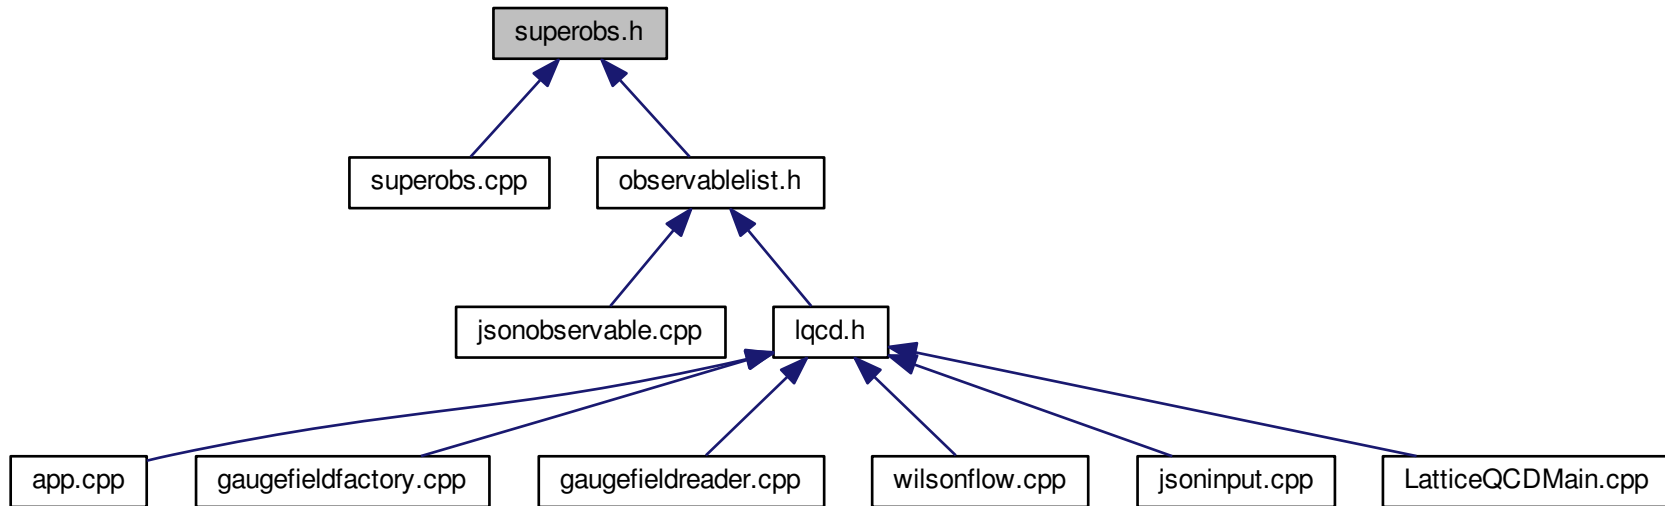 superobs.h
superobs.cpp
observablelist.h
jsonobservable.cpp
lqcd.h
app.cpp
gaugefieldfactory.cpp
gaugefieldreader.cpp
wilsonflow.cpp
jsoninput.cpp
LatticeQCDMain.cpp